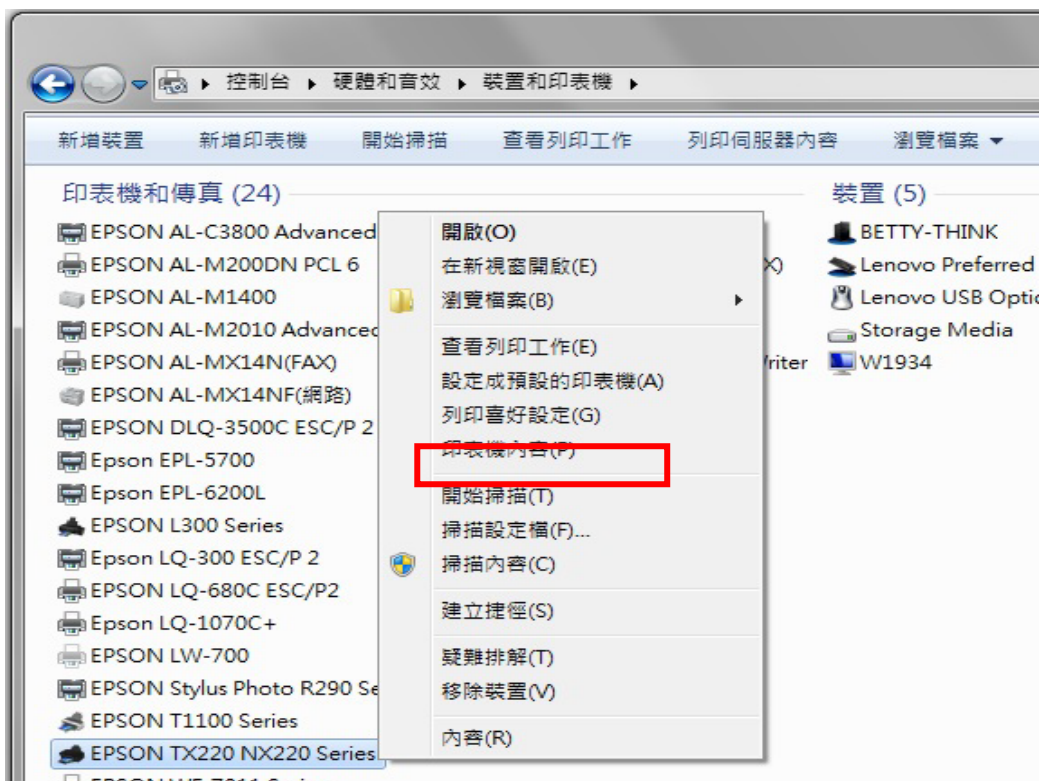 控制台 ▸ 硬體和音效 ▸ 裝置和印表機 ▸
新增裝置 新增印表機 開始掃描 查看列印工作 列印伺服器內容 瀏覽檔案
印表機和傳真 (24)
EPSON AL-C3800 Advanced
EPSON AL-M200DN PCL 6
EPSON AL-M1400
EPSON AL-M2010 Advanced
EPSON AL-MX14N(FAX)
EPSON AL-MX14NF(網路)
EPSON DLQ-3500C ESC/P 2
Epson EPL-5700
Epson EPL-6200L
EPSON L300 Series
Epson LQ-300 ESC/P 2
EPSON LQ-680C ESC/P2
Epson LQ-1070C+
EPSON LW-700
EPSON Stylus Photo R290 Se
EPSON T1100 Series
EPSON TX220 NX220 Series
開啟(O)
在新視窗開啟(E)
瀏覽檔案(B)
查看列印工作(E)
設定成預設的印表機(A)
列印喜好設定(G)
印表機內容(P)
開始掃描(T)
掃描設定檔(F)...
掃描內容(C)
建立捷徑(S)
疑難排解(T)
移除裝置(V)
內容(R)
X)
riter
裝置 (5)
BETTY-THINK
Lenovo Preferred
Lenovo USB Optic
Storage Media
W1934